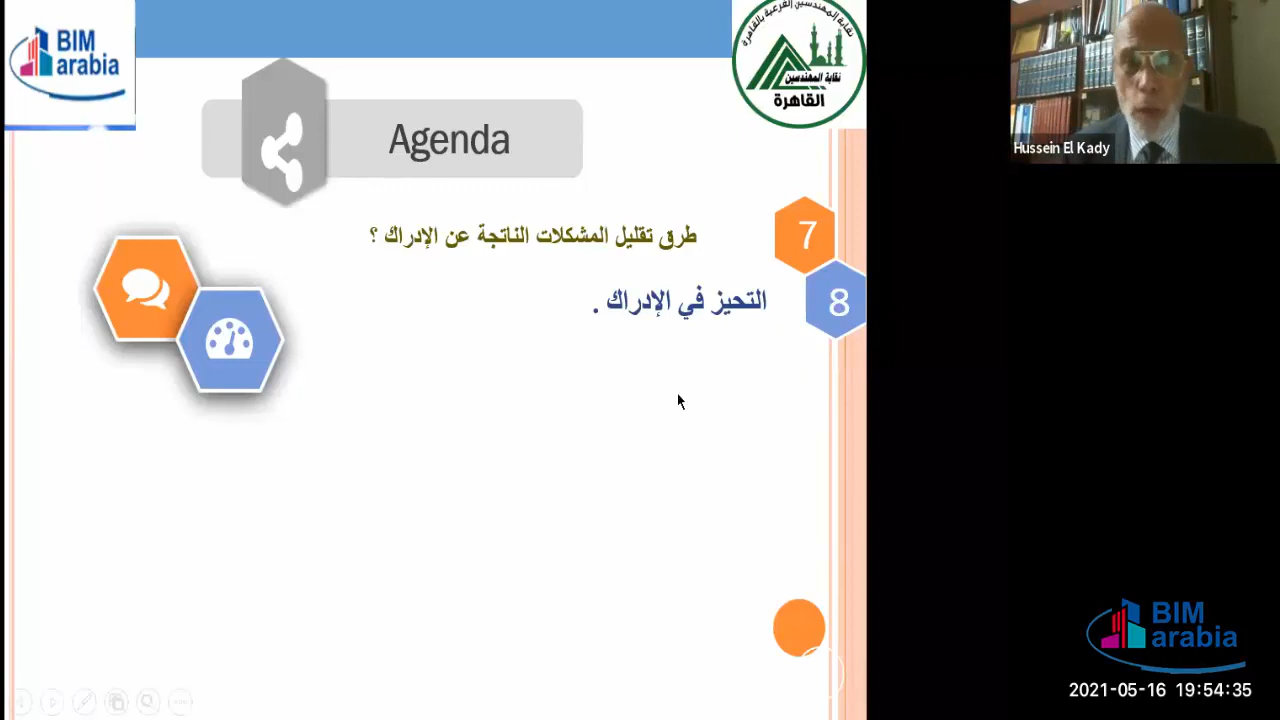 BIM
arabia
نقابة المهندسين الفرعية بالقاهرة
نقابة المهندسين
القاهرة
Hussein El Kady
Agenda
طرق تقليل المشكلات الناتجة عن الإدراك ؟
7
التحيز في الإدراك .
8
BIM
arabia
2021-05-16 19:54:35